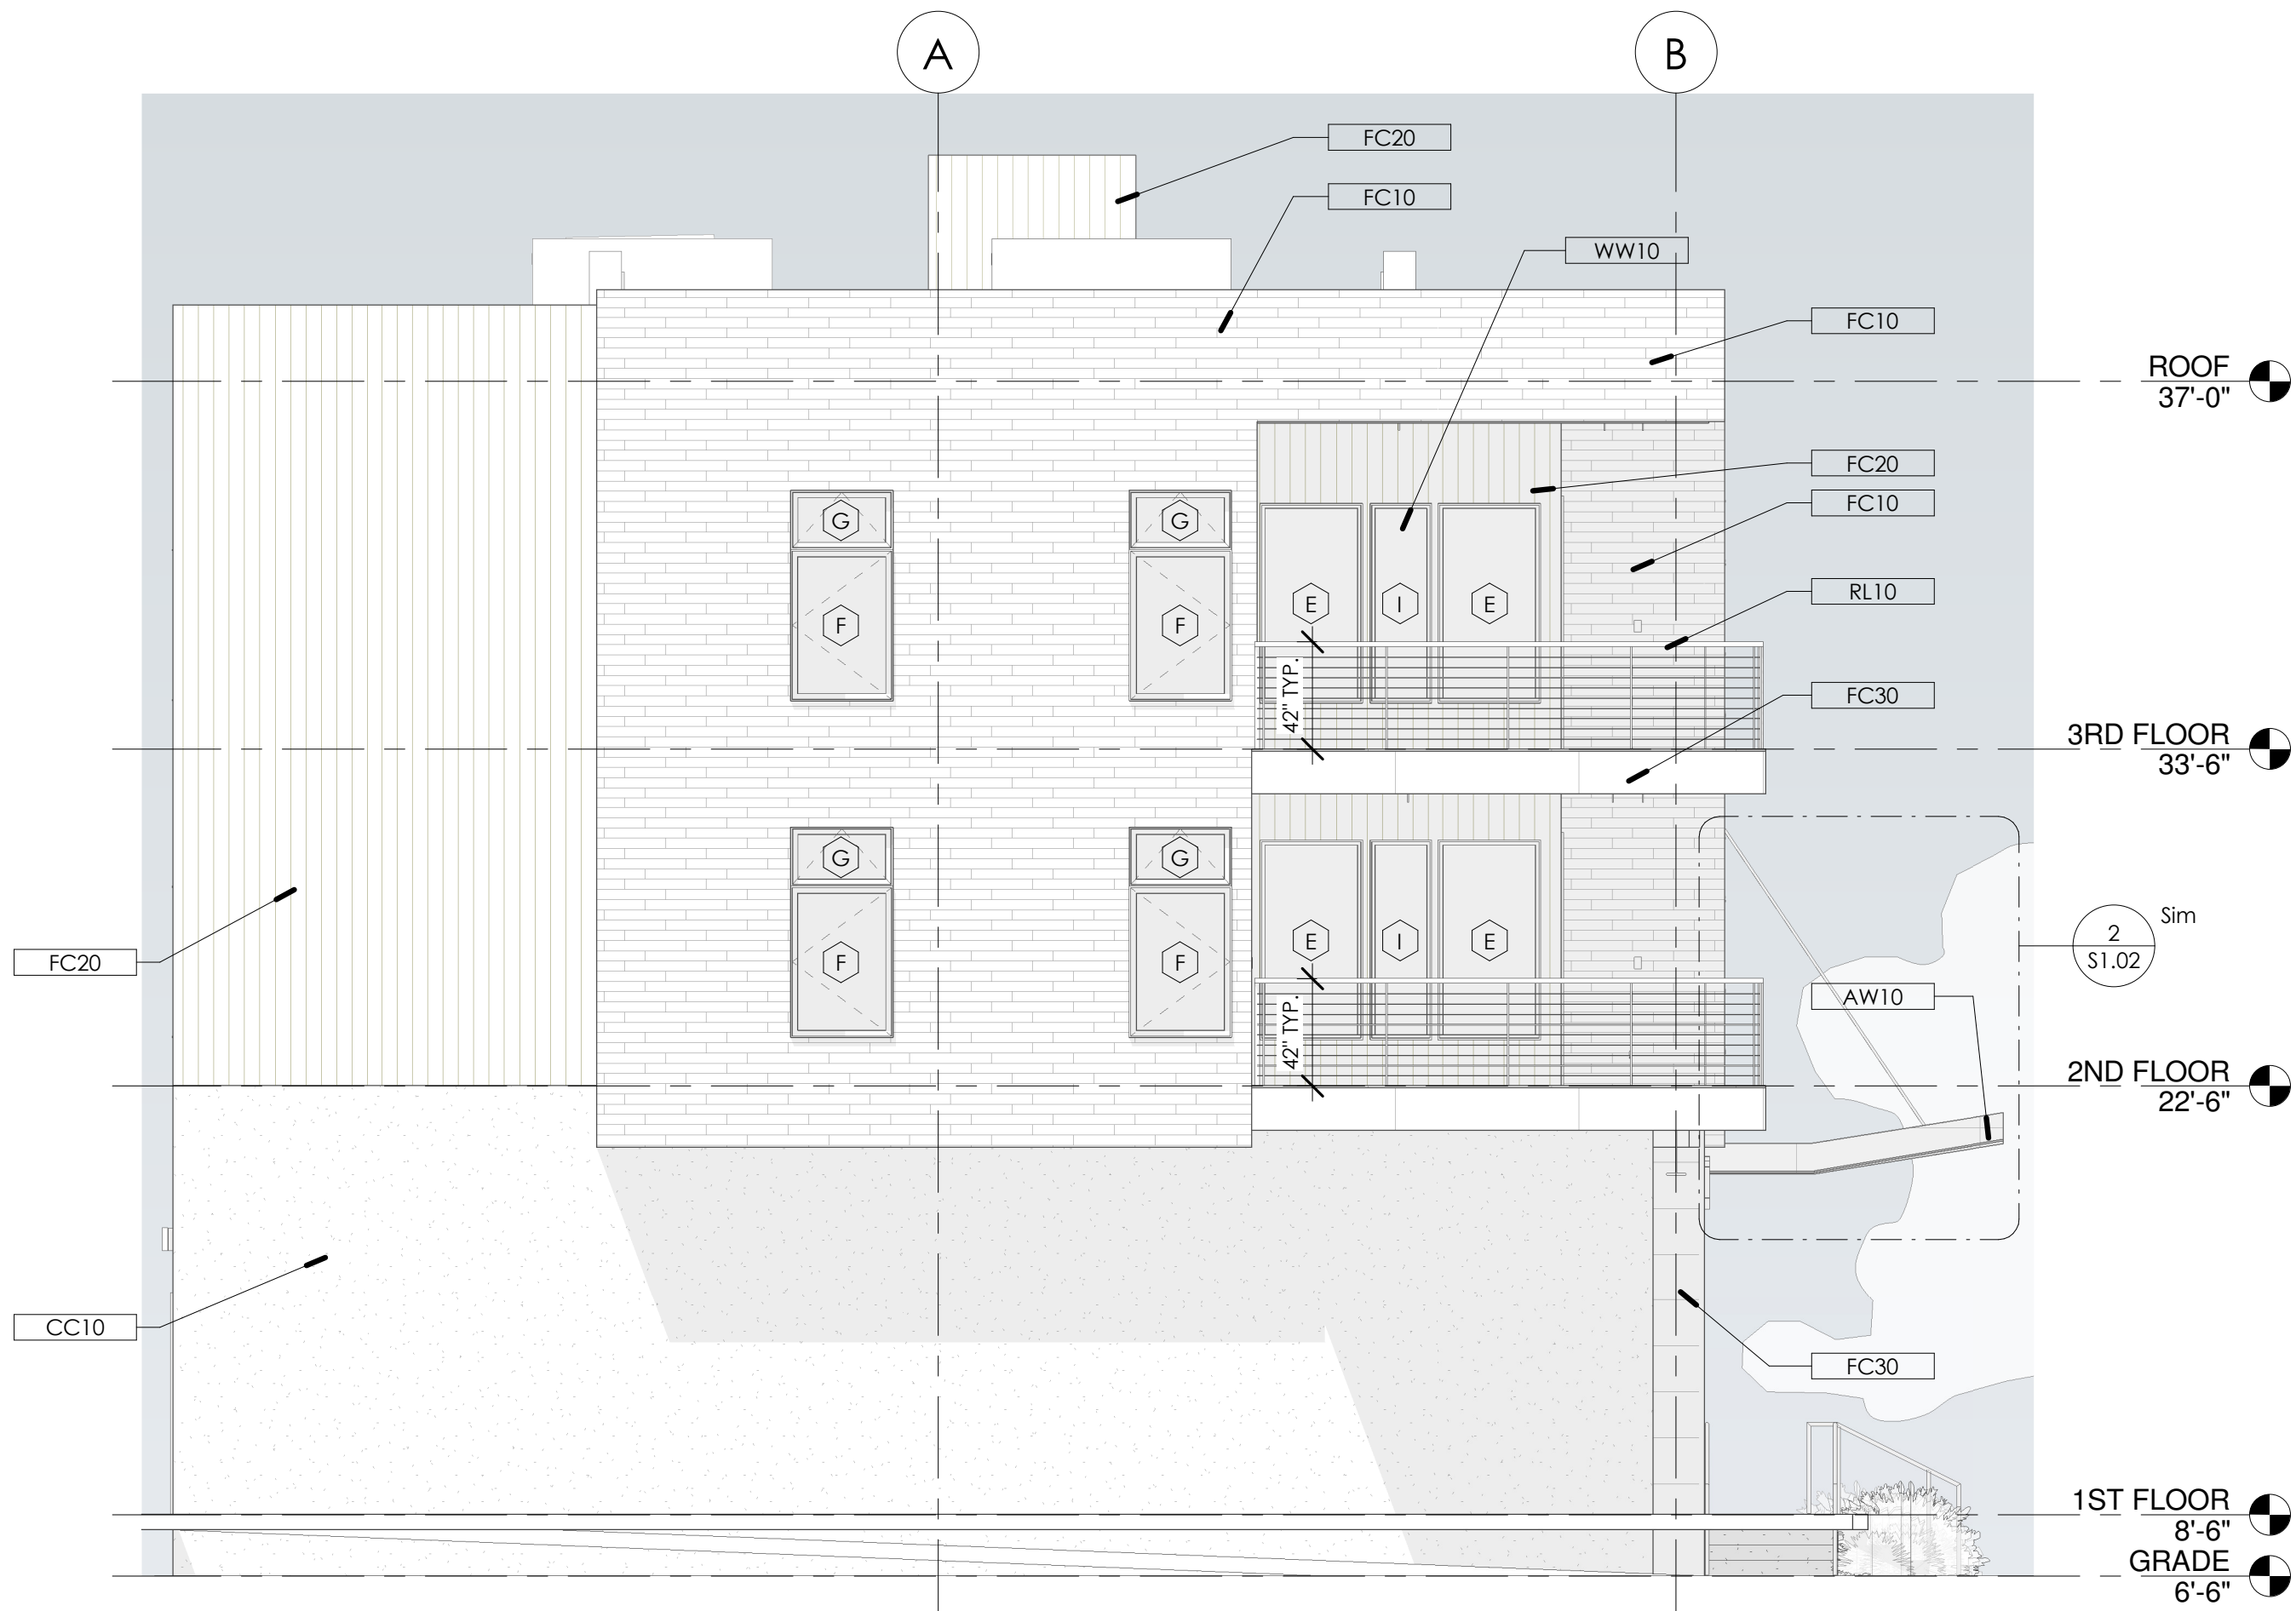 A
B
FC20
FC10
WW10
FC10
ROOF
37'-0"
FC20
FC10
G
G
E
I
E
RL10
F
F
42" TYP.
FC30
3RD FLOOR
33'-6"
G
G
2
S1.02
Sim
E
I
E
F
F
FC20
AW10
42" TYP.
2ND FLOOR
22'-6"
CC10
FC30
1ST FLOOR
8'-6"
GRADE
6'-6"